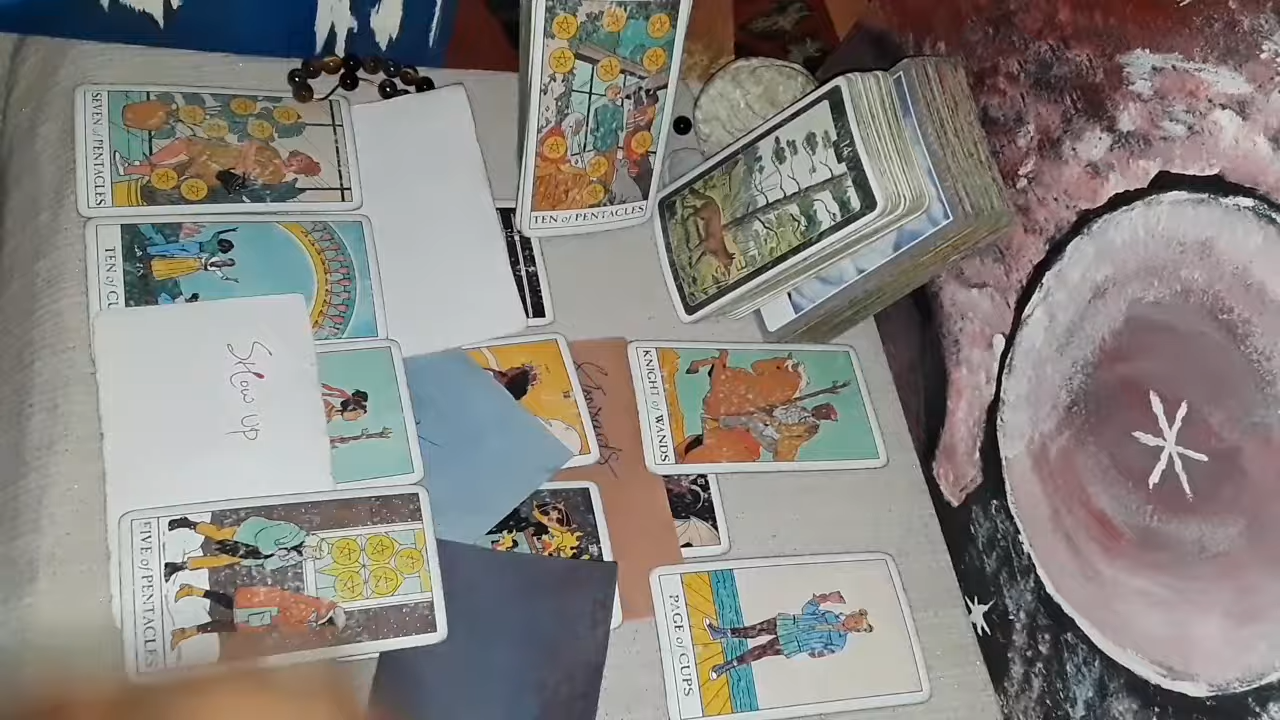 SEVEN of PENTACLES
TEN of CU
Show UP
FIVE of PENTACLES
TEN of PENTACLES
KNIGHT of WANDS
PAGE of CUPS